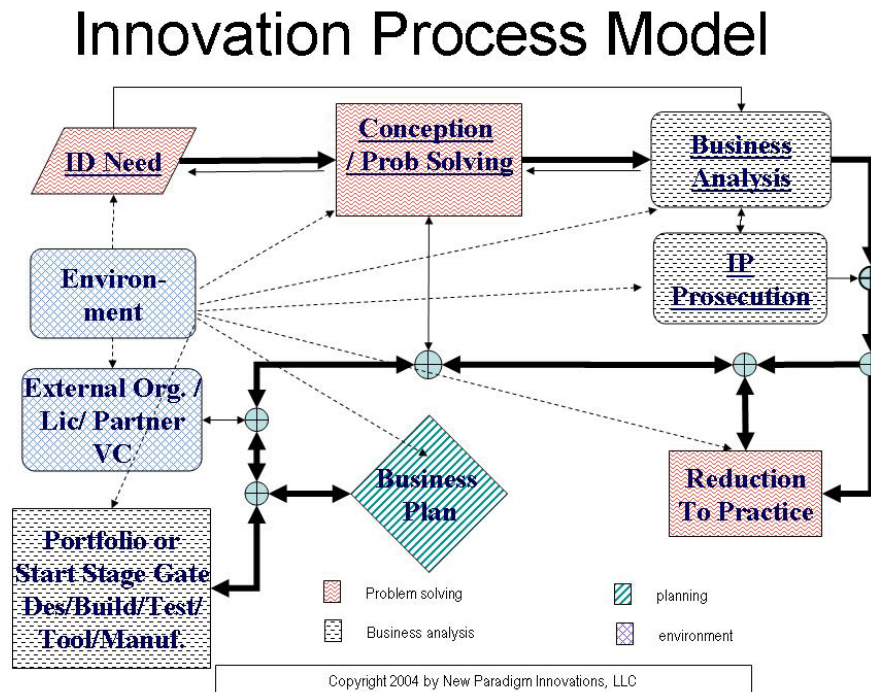 Innovation Process Model
ID Need
Conception
/ Prob Solving
Business
Analysis
Environ-
ment
IP
Prosecution
External Org. /
Lic/ Partner
VC
Business
Plan
Reduction
To Practice
Portfolio or
Start Stage Gate
Des/Build/Test/
Tool/Manuf.
Problem solving
planning
Business analysis
environment
Copyright 2004 by New Paradigm Innovations, LLC